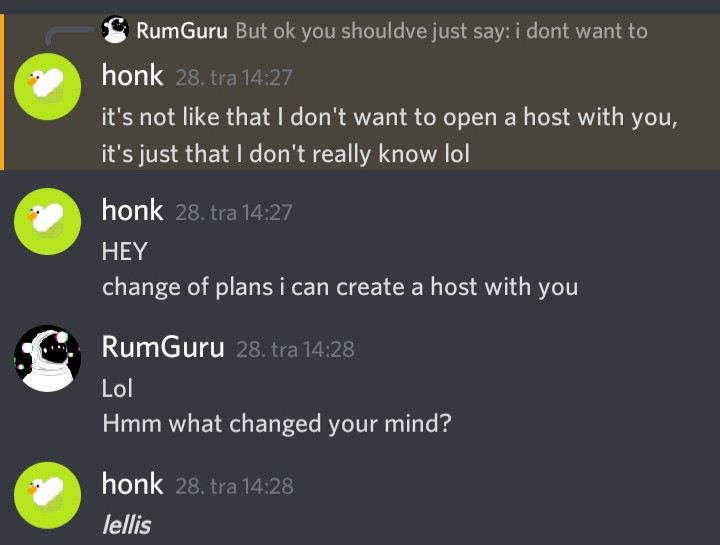 RumGuru But ok you shouldve just say: i dont want to
honk 28. tra 14:27
it's not like that I don't want to open a host with you,
it's just that I don't really know lol
honk 28. tra 14:27
HEY
change of plans i can create a host with you
RumGuru 28. tra 14:28
Lol
Hmm what changed your mind?
honk 28. tra 14:28
lellis